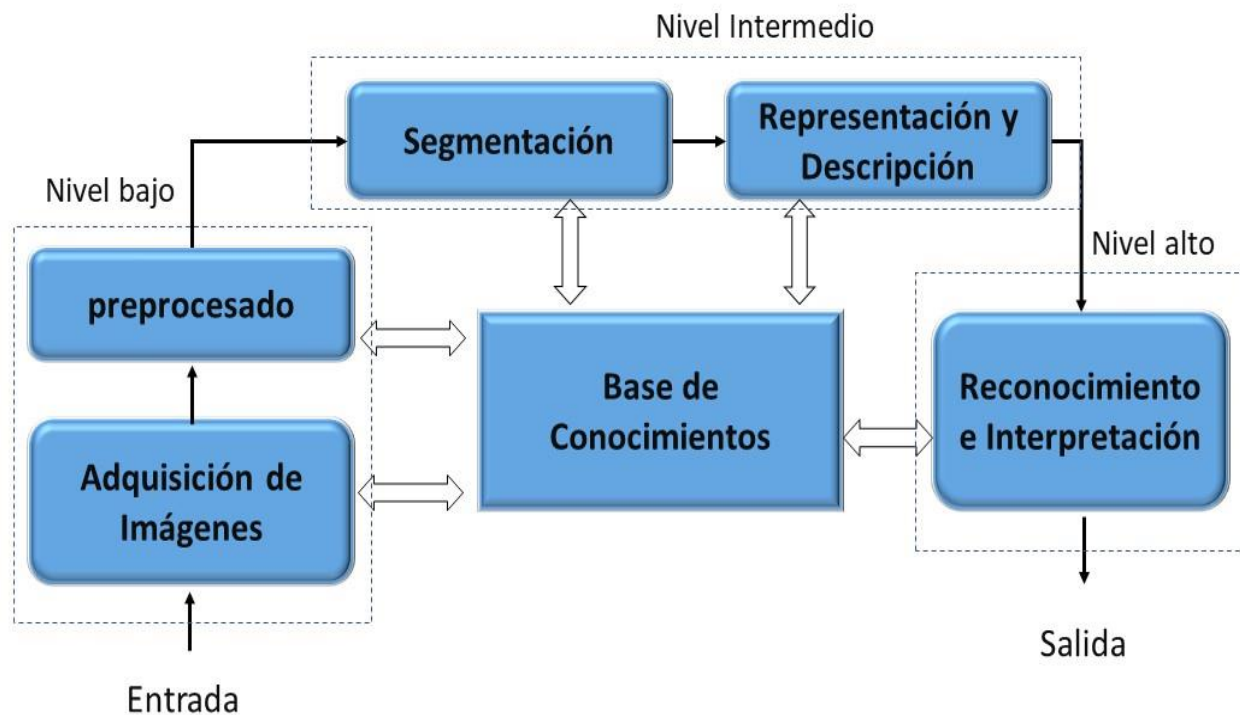 Nivel Intermedio
Segmentación
Representación y
Descripción
Nivel bajo
Nivel alto
preprocesado
Base de
Conocimientos
Reconocimiento
e Interpretación
Adquisición de
Imágenes
Salida
Entrada